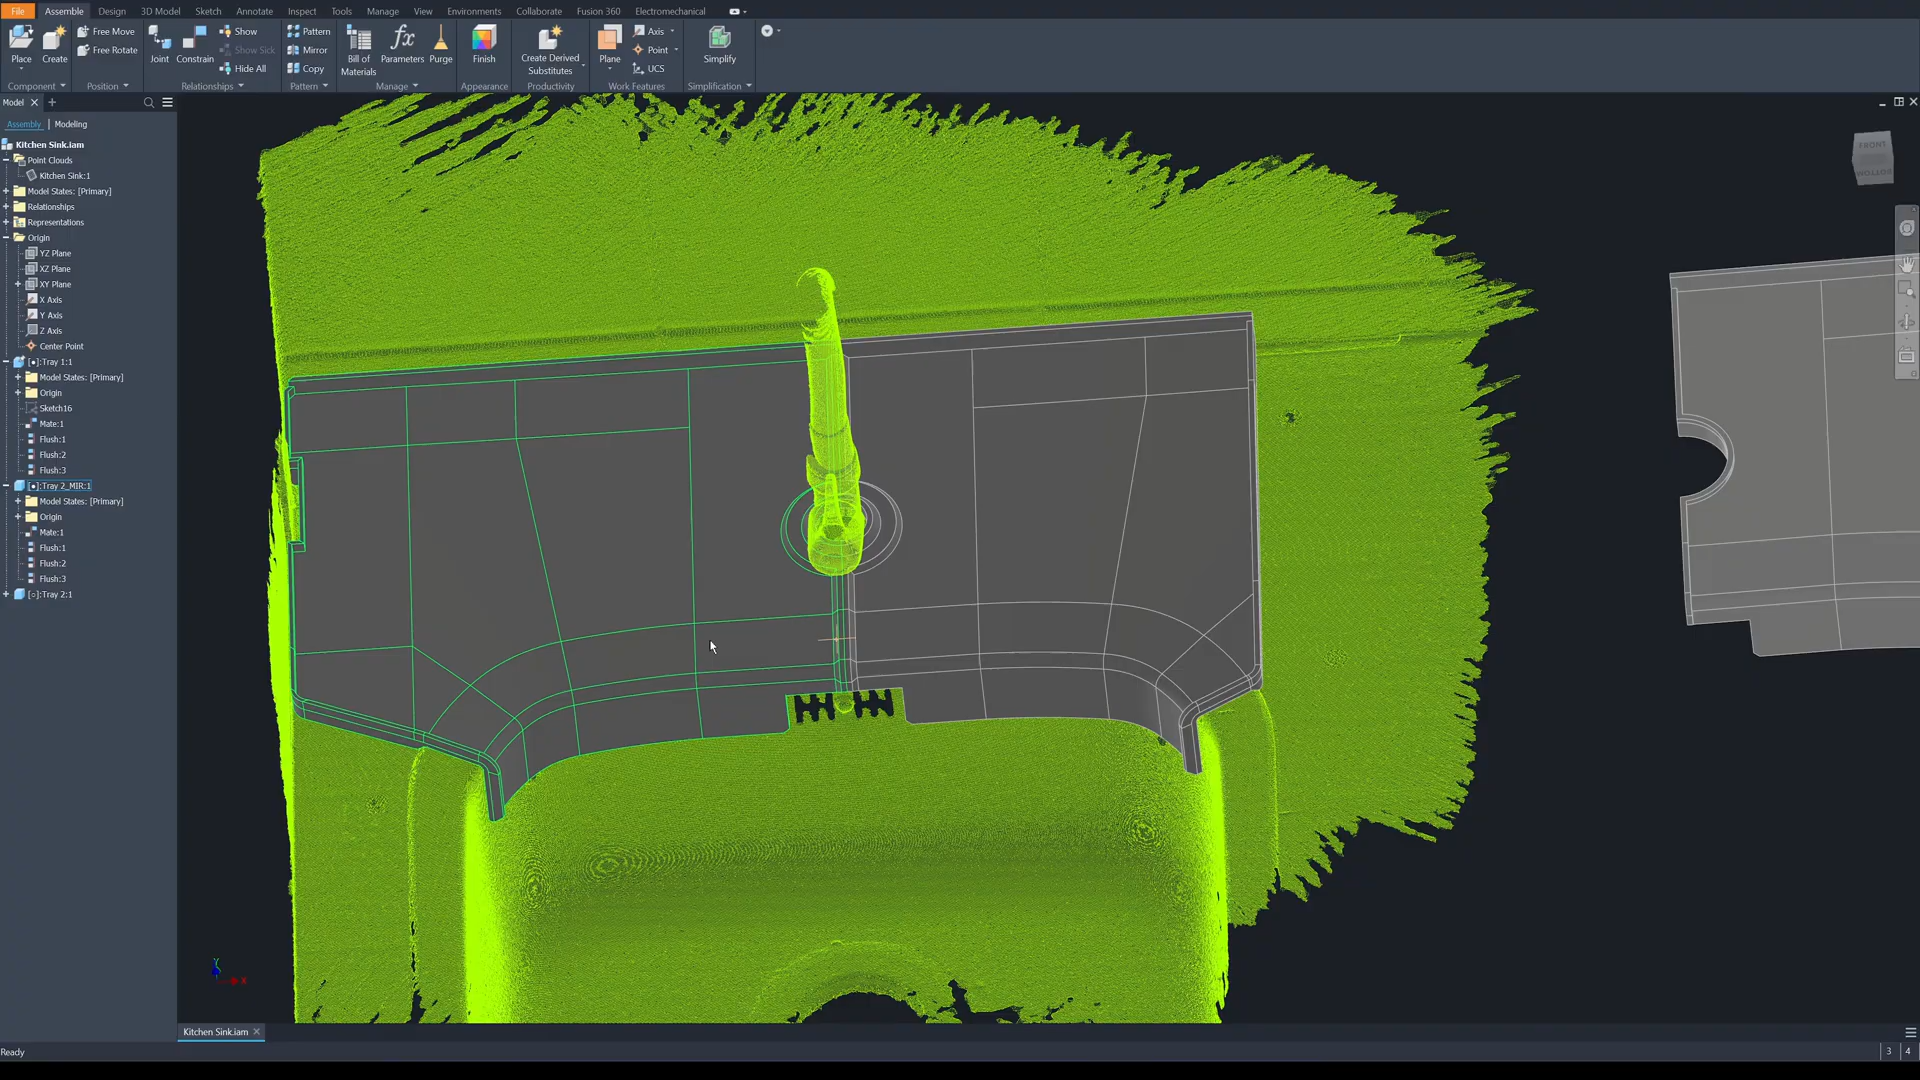 File Assemble Design 3D Model Sketch Annotate Inspect Tools Manage View Environments Collaborate Fusion 360 Electromechanical
Place
Create
Free Move
Free Rotate
Joint
Constrain
Show
Show Sick
Hide All
Pattern
Mirror
Copy
Bill of
Materials
Parameters
Purge
Finish
Create Derived
Substitutes
Plane
Axis
Point
UCS
Simplify
Component Position Relationships Pattern Manage Appearance Productivity Work Features Simplification
Model
Assembly | Modeling
Kitchen Sink.iam
Point Clouds
Kitchen Sink:1
Model States: [Primary]
Relationships
Representations
Origin
YZ Plane
XZ Plane
XY Plane
X Axis
Y Axis
Z Axis
Center Point
[•]:Tray 1:1
Model States: [Primary]
Origin
Sketch16
Mate:1
Flush:1
Flush:2
Flush:3
[•]:Tray 2_MIR:1
Model States: [Primary]
Origin
Mate:1
Flush:1
Flush:2
Flush:3
[○]:Tray 2:1
FRONT
BOTTOM
Y
X
Kitchen Sink.iam
Ready
3 4